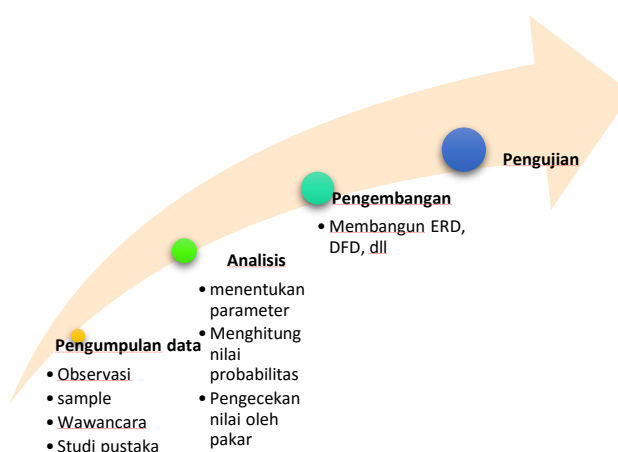 Pengumpulan data
• Observasi
• sample
• Wawancara
• Studi pustaka
Analisis
• menentukan
parameter
• Menghitung
nilai
probabilitas
• Pengecekan
nilai oleh
pakar
Pengembangan
• Membangun ERD,
DFD, dll
Pengujian